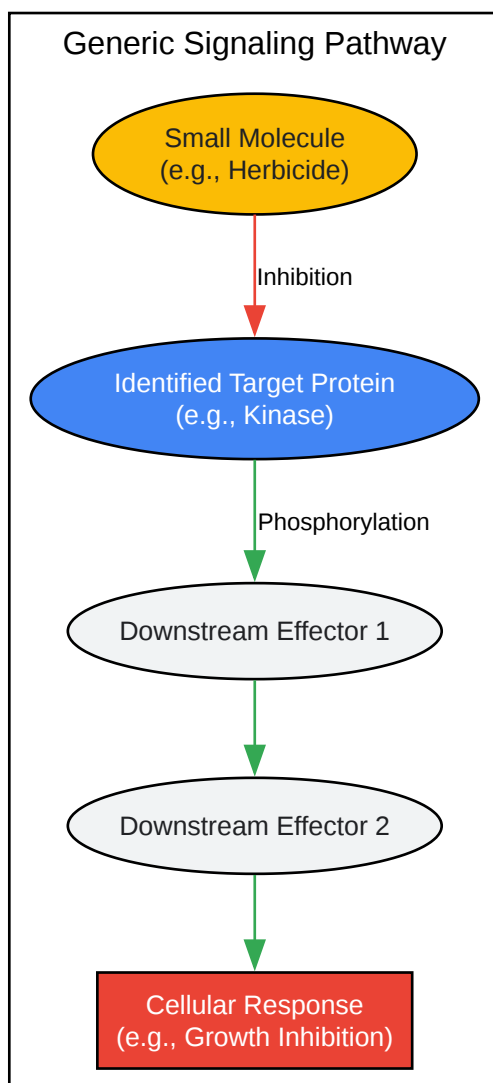 Generic Signaling Pathway
Small Molecule
(e.g., Herbicide)
Inhibition
Identified Target Protein
(e.g., Kinase)
Phosphorylation
Downstream Effector 1
Downstream Effector 2
Cellular Response
(e.g., Growth Inhibition)